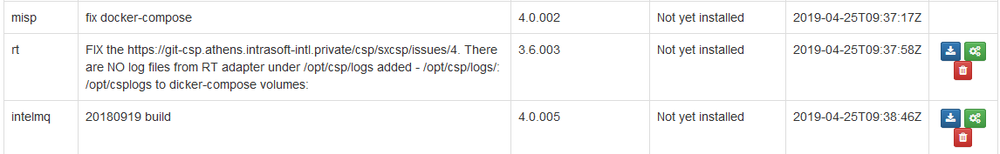 misp fix docker-compose 4.0.002 Not yet installed 2019-04-25T09:37:17Z
rt FIX the https://git-csp.athens.intrasoft-intl.private/csp/sxcsp/issues/4. There 3.6.003 Not yet installed 2019-04-25T09:37:58Z
are NO log files from RT adapter under /opt/csp/logs added - /opt/csp/logs/:
/opt/csplogs to dicker-compose volumes:
intelmq 20180919 build 4.0.005 Not yet installed 2019-04-25T09:38:46Z